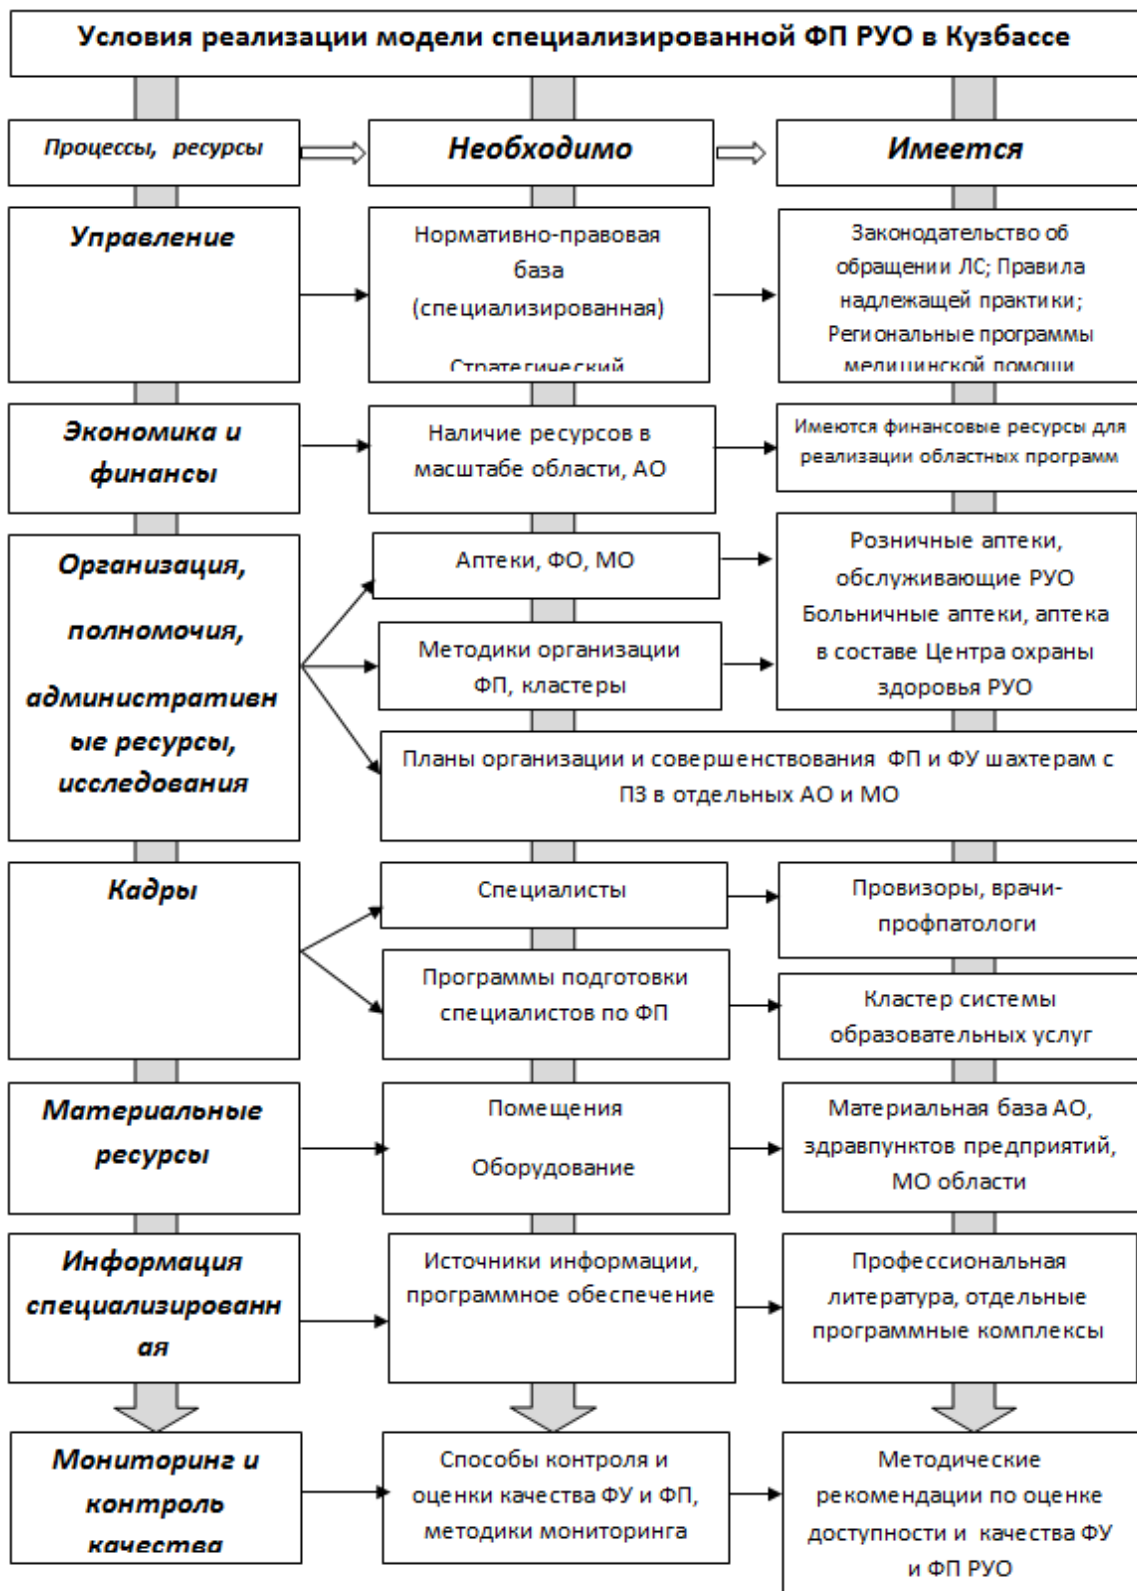 Условия реализации модели специализированной ФП РУО в Кузбассе
Процессы, ресурсы
Необходимо
Имеется
Управление
Нормативно-правовая
база
(специализированная)
Стратегический
Законодательство об
обращении ЛС; Правила
надлежащей практики;
Региональные программы
медицинской помощи
Экономика и
финансы
Наличие ресурсов в
масштабе области, АО
Имеются финансовые ресурсы для
реализации областных программ
Организация,
полномочия,
административн
ые ресурсы,
исследования
Аптеки, ФО, МО
Методики организации
ФП, кластеры
Розничные аптеки,
обслуживающие РУО
Больничные аптеки, аптека
в составе Центра охраны
здоровья РУО
Планы организации и совершенствования ФП и ФУ шахтерам с
ПЗ в отдельных АО и МО
Кадры
Специалисты
Провизоры, врачи-
профпатологи
Программы подготовки
специалистов по ФП
Кластер системы
образовательных услуг
Материальные
ресурсы
Помещения
Оборудование
Материальная база АО,
здравпунктов предприятий,
МО области
Информация
специализированн
ая
Источники информации,
программное обеспечение
Профессиональная
литература, отдельные
программные комплексы
Мониторинг и
контроль
качества
Способы контроля и
оценки качества ФУ и ФП,
методики мониторинга
Методические
рекомендации по оценке
доступности и качества ФУ
и ФП РУО